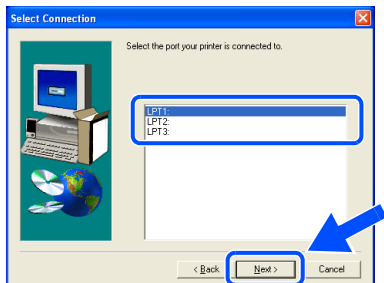 Select Connection
Select the port your printer is connected to.
LPT1:
LPT2:
LPT3:
< Back
Next >
Cancel